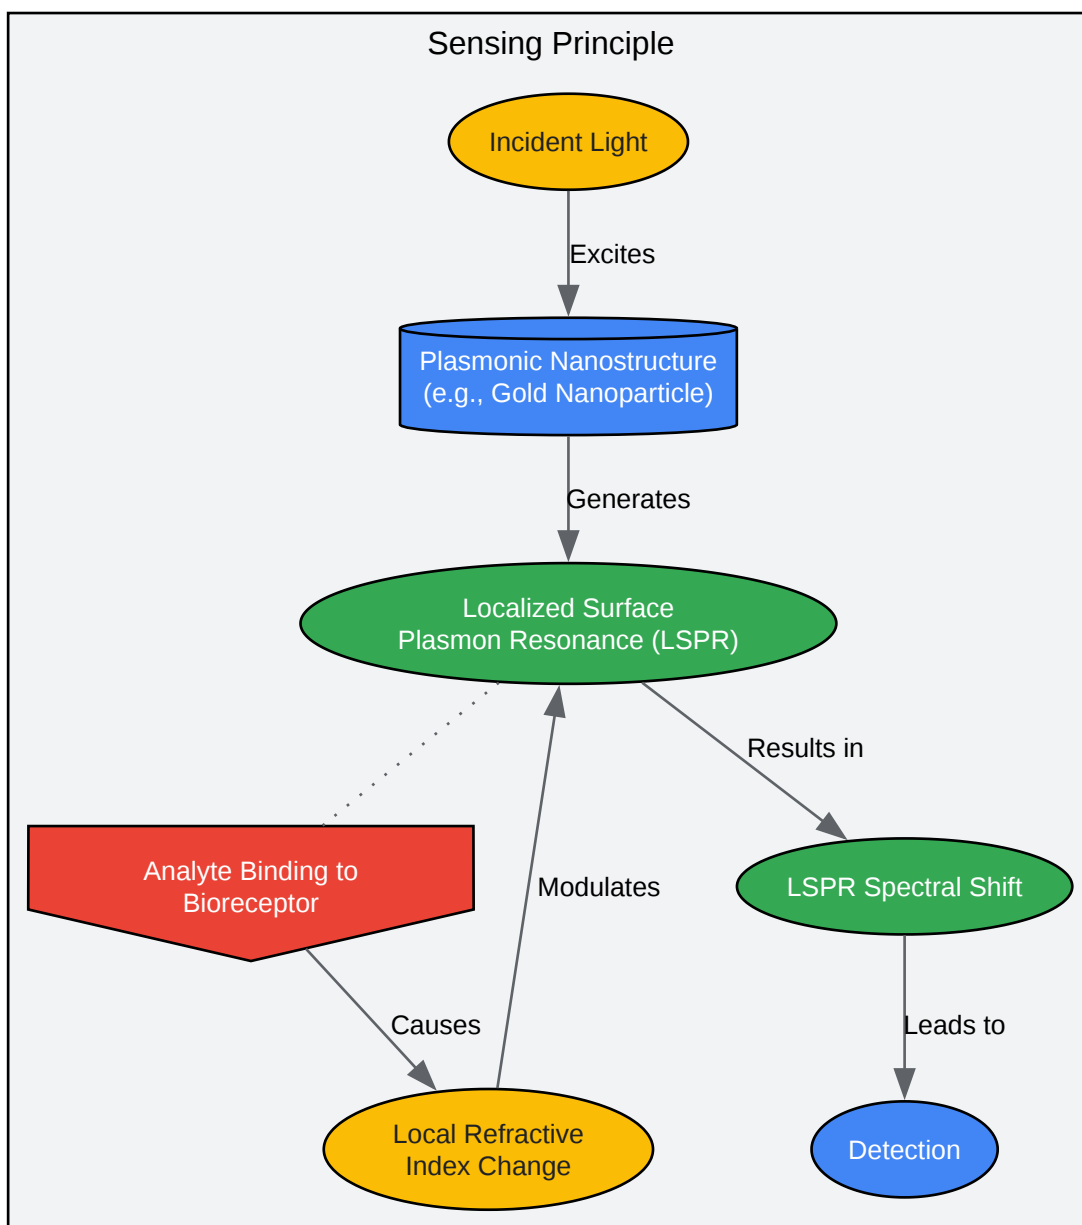 Sensing Principle
Incident Light
Excites
Plasmonic Nanostructure
(e.g., Gold Nanoparticle)
Generates
Localized Surface
Plasmon Resonance (LSPR)
Results in
Analyte Binding to
Bioreceptor
Modulates
LSPR Spectral Shift
Causes
Leads to
Local Refractive
Index Change
Detection